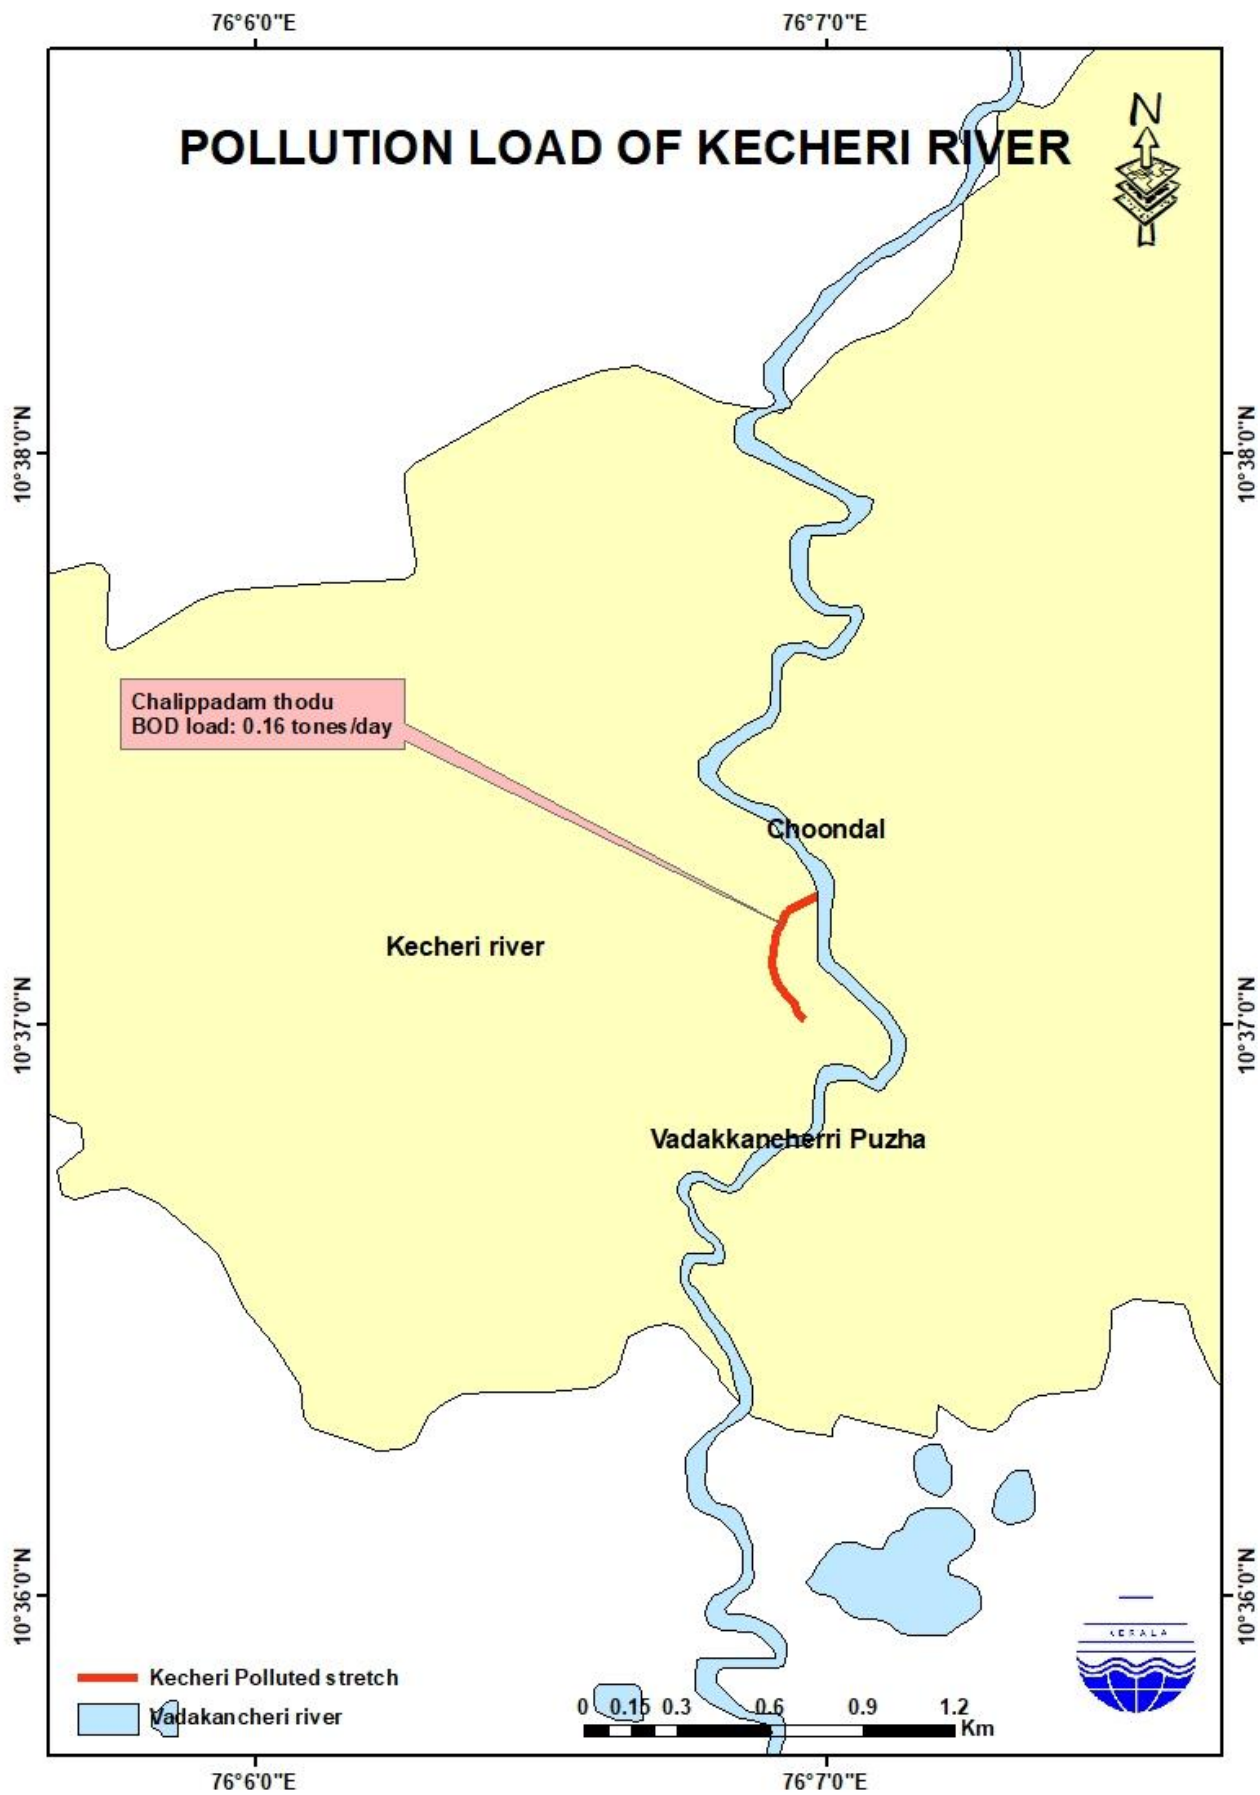 76°6'0"E
76°7'0"E
POLLUTION LOAD OF KECHERI RIVER
N
10°38'0"N
10°38'0"N
Chalippadam thodu
BOD load: 0.16 tones/day
Choondal
Kecheri river
10°37'0"N
10°37'0"N
Vadakkancherri Puzha
10°36'0"N
10°36'0"N
KERALA
Kecheri Polluted stretch
Vadakancheri river
0 0.15 0.3 0.6 0.9 1.2
Km
76°6'0"E
76°7'0"E